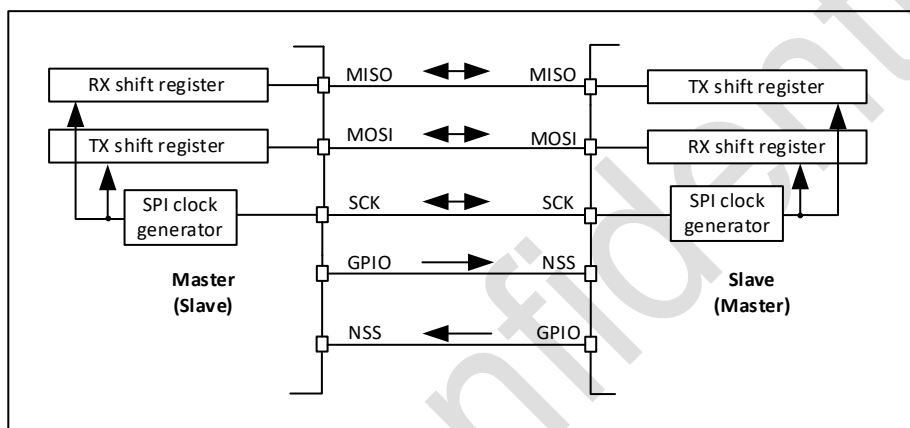 MISO MISO
RX shift register TX shift register
MOSI MOSI
TX shift register RX shift register
SCK SCK
SPI clock generator SPI clock generator
GPIO NSS
Master (Slave) Slave (Master)
NSS GPIO